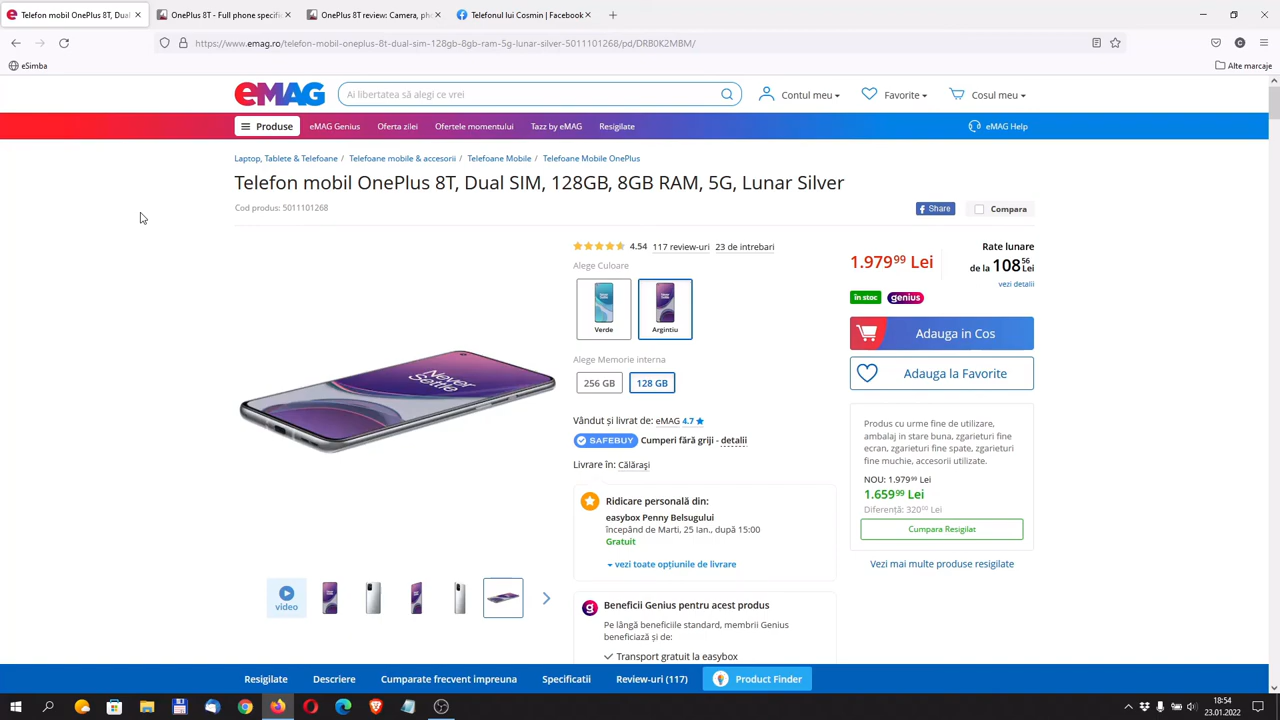 Telefon mobil OnePlus 8T, Dual
OnePlus 8T - Full phone specifi
OnePlus 8T review: Camera, pho
Telefonul lui Cosmin | Facebook
https://www.emag.ro/telefon-mobil-oneplus-8t-dual-sim-128gb-8gb-ram-5g-lunar-silver-5011101268/pd/DRB0K2MBM/
eSimba
Alte marcaje
eMAG
Ai libertatea să alegi ce vrei
Contul meu
Favorite
Cosul meu
Produse
eMAG Genius
Oferta zilei
Ofertele momentului
Tazz by eMAG
Resigilate
eMAG Help
Laptop, Tablete & Telefoane / Telefoane mobile & accesorii / Telefoane Mobile / Telefoane Mobile OnePlus
Telefon mobil OnePlus 8T, Dual SIM, 128GB, 8GB RAM, 5G, Lunar Silver
Cod produs: 5011101268
Share
Compara
4.54 117 review-uri 23 de intrebari
Alege Culoare
Verde
Argintiu
Alege Memorie interna
256 GB
128 GB
Vândut și livrat de: eMAG 4.7
SAFEBUY Cumperi fără griji - detalii
Livrare în: Călărași
Ridicare personală din:
easybox Penny Belsugului
începând de Marti, 25 Ian., după 15:00
Gratuit
vezi toate opțiunile de livrare
Beneficii Genius pentru acest produs
Pe lângă beneficiile standard, membrii Genius
beneficiază și de:
Transport gratuit la easybox
1.979⁹⁹ Lei
Rate lunare
de la 108⁵⁶ Lei
vezi detalii
în stoc
genius
Adauga in Cos
Adauga la Favorite
Produs cu urme fine de utilizare,
ambalaj in stare buna, zgarieturi fine
ecran, zgarieturi fine spate, zgarieturi
fine muchie, accesorii utilizate.
NOU: 1.979⁹⁹ Lei
1.659⁹⁹ Lei
Diferență: 320⁰⁰ Lei
Cumpara Resigilat
Vezi mai multe produse resigilate
Never
Settle
video
Resigilate
Descriere
Cumparate frecvent impreuna
Specificatii
Review-uri (117)
Product Finder
18:54
23.01.2022